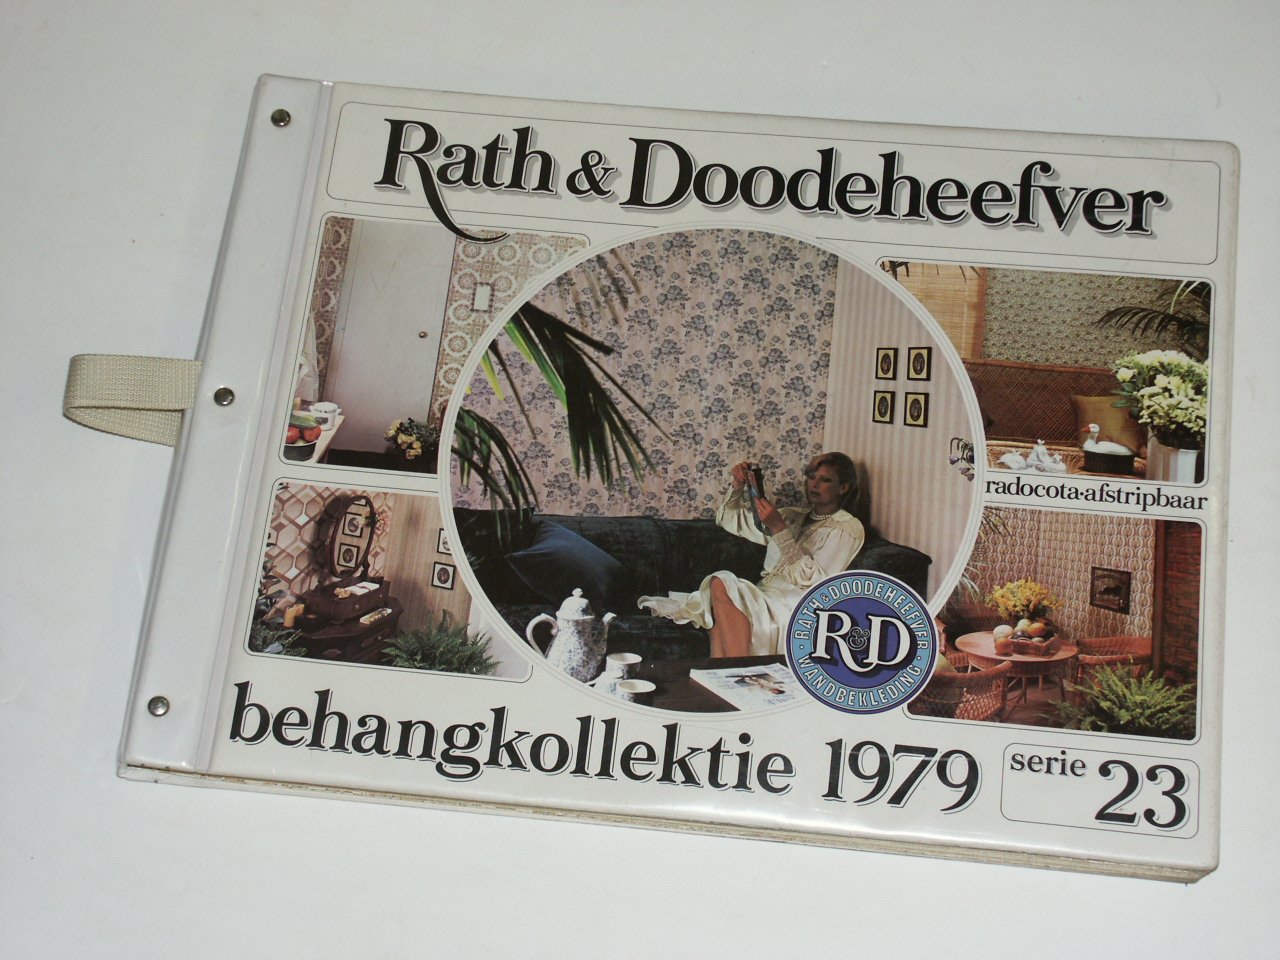 Rath & Doodeheefver
radocota·afstripbaar
RATH & DOODEHEEFVER
R&D
· WANDBEKLEDING ·
behangkollektie 1979
serie 23